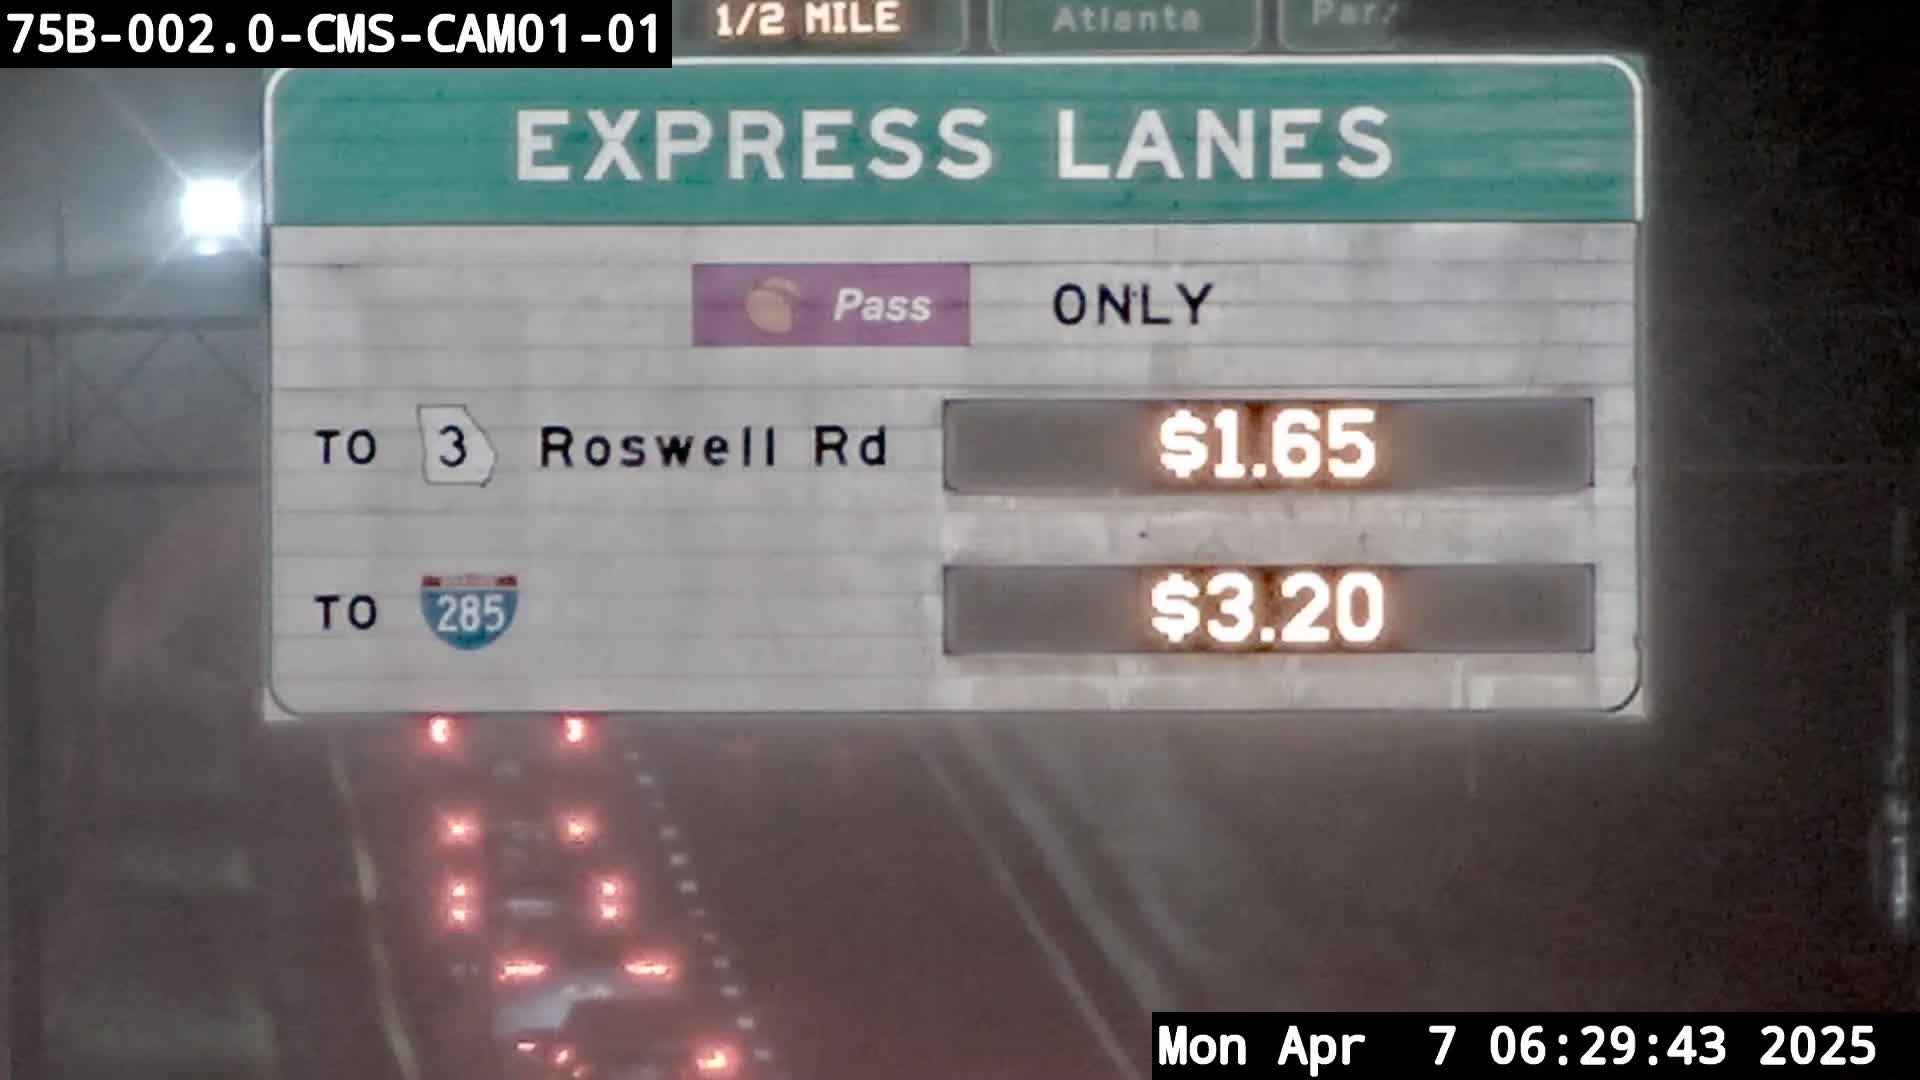 75B-002.0-CMS-CAM01-01
1/2 MILE
Atlanta
EXPRESS LANES
Pass ONLY
TO 3 Roswell Rd $1.65
TO 285 $3.20
Mon Apr 7 06:29:43 2025